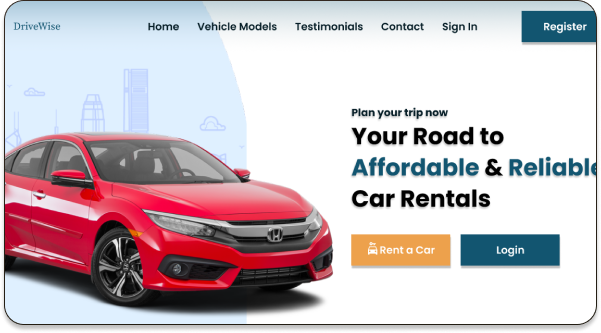 DriveWise
Home Vehicle Models Testimonials Contact Sign In Register
Plan your trip now
Your Road to
Affordable & Reliable
Car Rentals
Rent a Car
Login